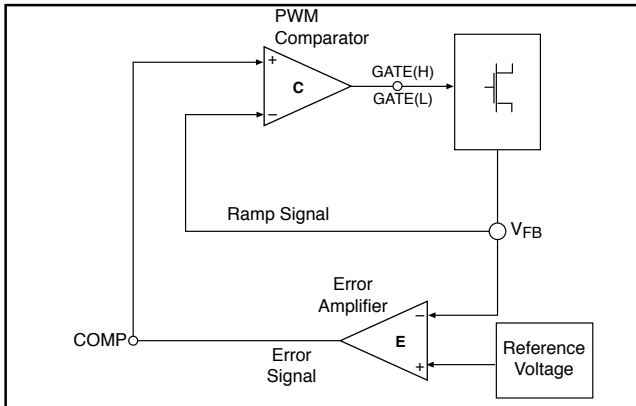 PWM
Comparator
+
C
−
GATE(H)
GATE(L)
Ramp Signal
VFB
Error
Amplifier
−
E
+
COMP
Error
Signal
Reference
Voltage